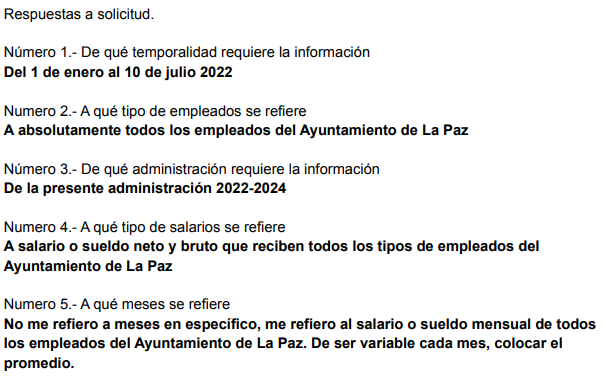 Respuestas a solicitud.
Número 1.- De qué temporalidad requiere la información
Del 1 de enero al 10 de julio 2022
Numero 2.- A qué tipo de empleados se refiere
A absolutamente todos los empleados del Ayuntamiento de La Paz
Número 3.- De qué administración requiere la información
De la presente administración 2022-2024
Numero 4.- A qué tipo de salarios se refiere
A salario o sueldo neto y bruto que reciben todos los tipos de empleados del
Ayuntamiento de La Paz
Numero 5.- A qué meses se refiere
No me refiero a meses en específico, me refiero al salario o sueldo mensual de todos
los empleados del Ayuntamiento de La Paz. De ser variable cada mes, colocar el
promedio.